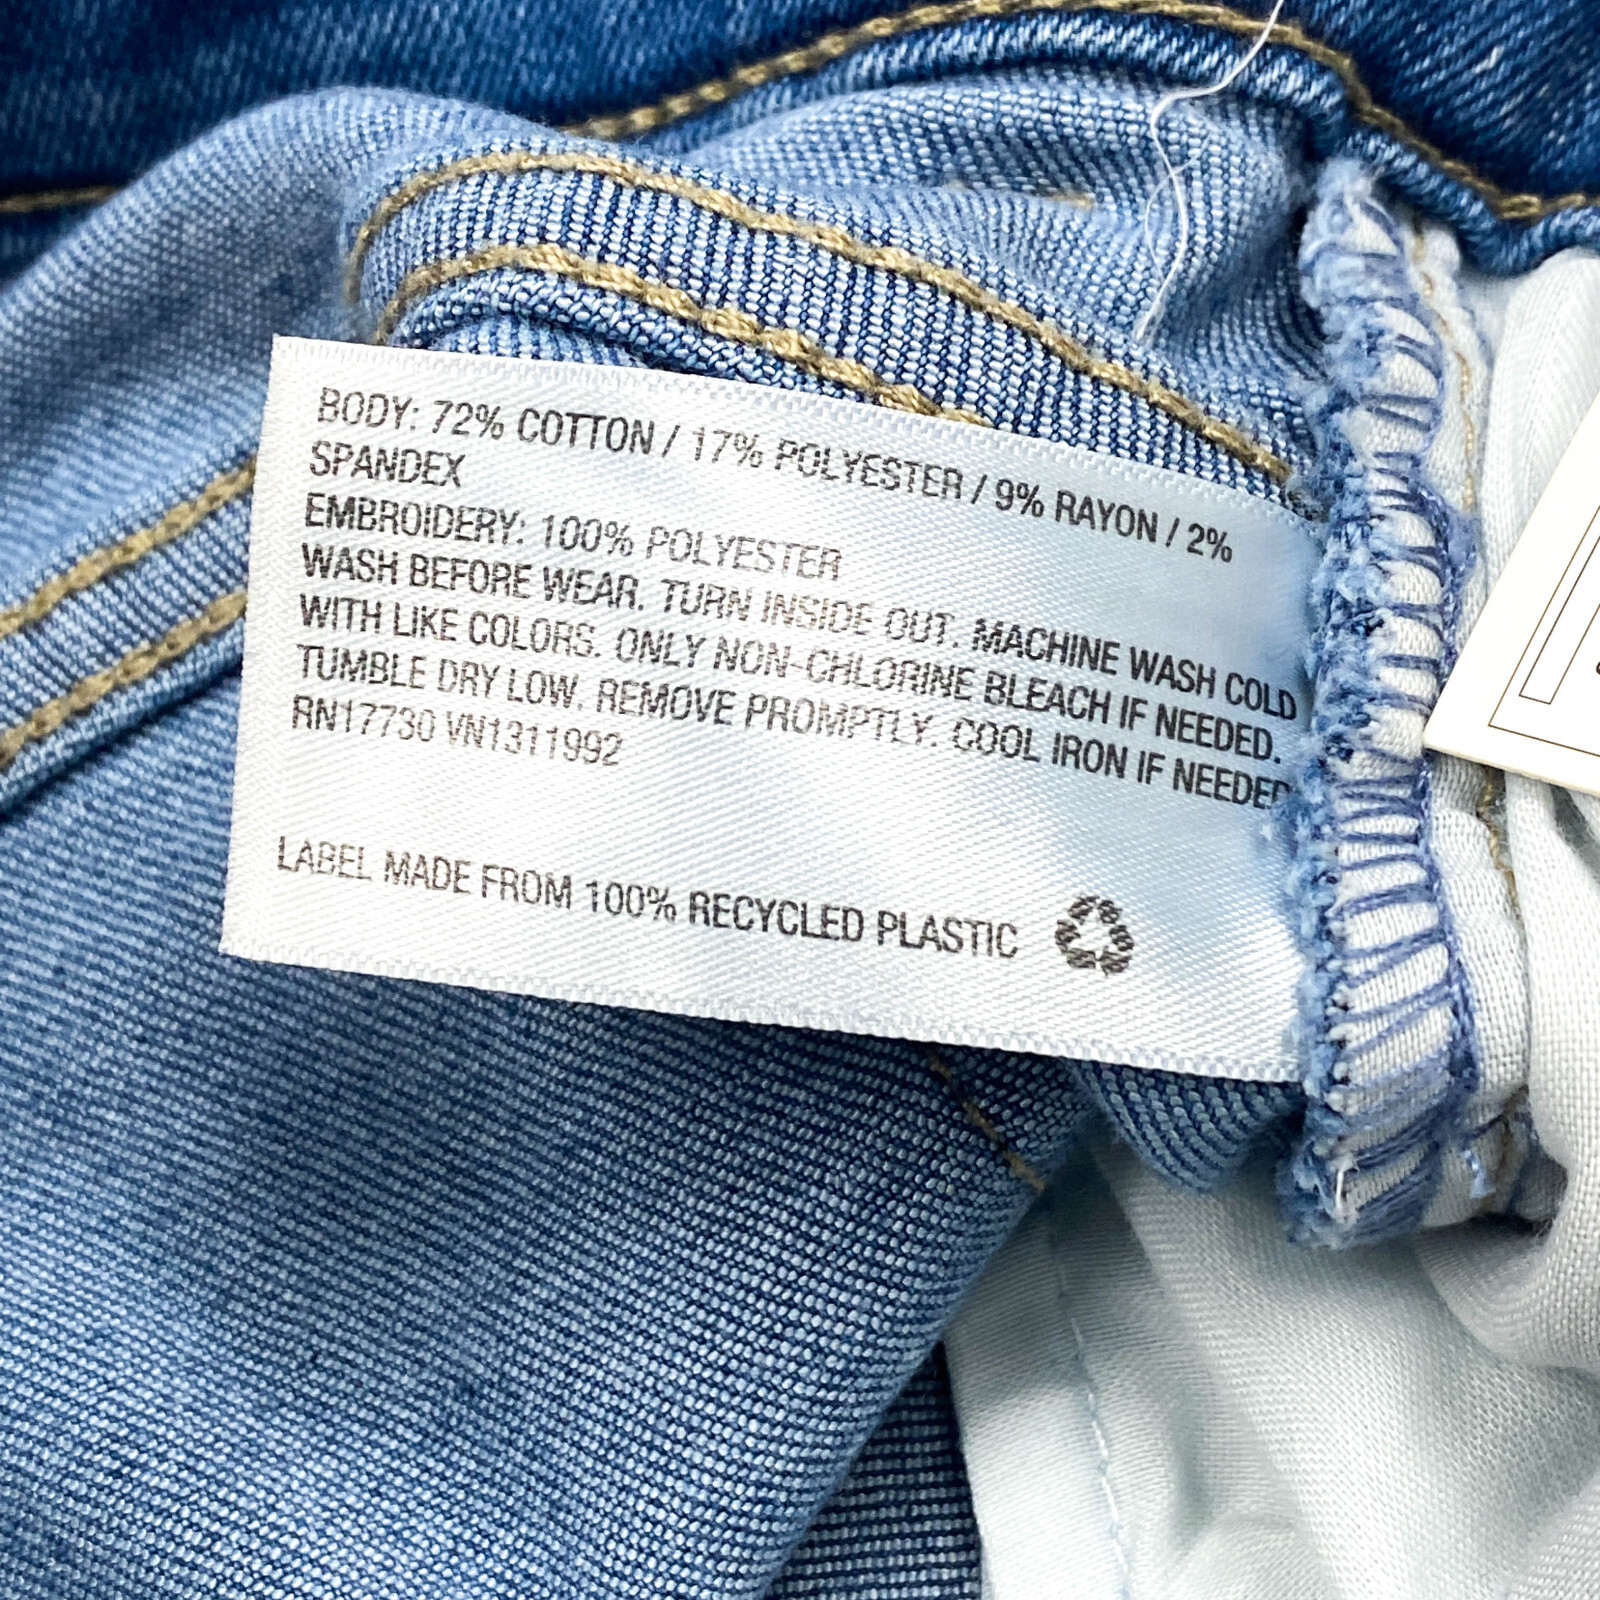 BODY: 72% COTTON / 17% POLYESTER / 9% RAYON / 2%
SPANDEX
EMBROIDERY: 100% POLYESTER
WASH BEFORE WEAR. TURN INSIDE OUT. MACHINE WASH COLD
WITH LIKE COLORS. ONLY NON-CHLORINE BLEACH IF NEEDED.
TUMBLE DRY LOW. REMOVE PROMPTLY. COOL IRON IF NEEDED
RN17730 VN1311992
LABEL MADE FROM 100% RECYCLED PLASTIC